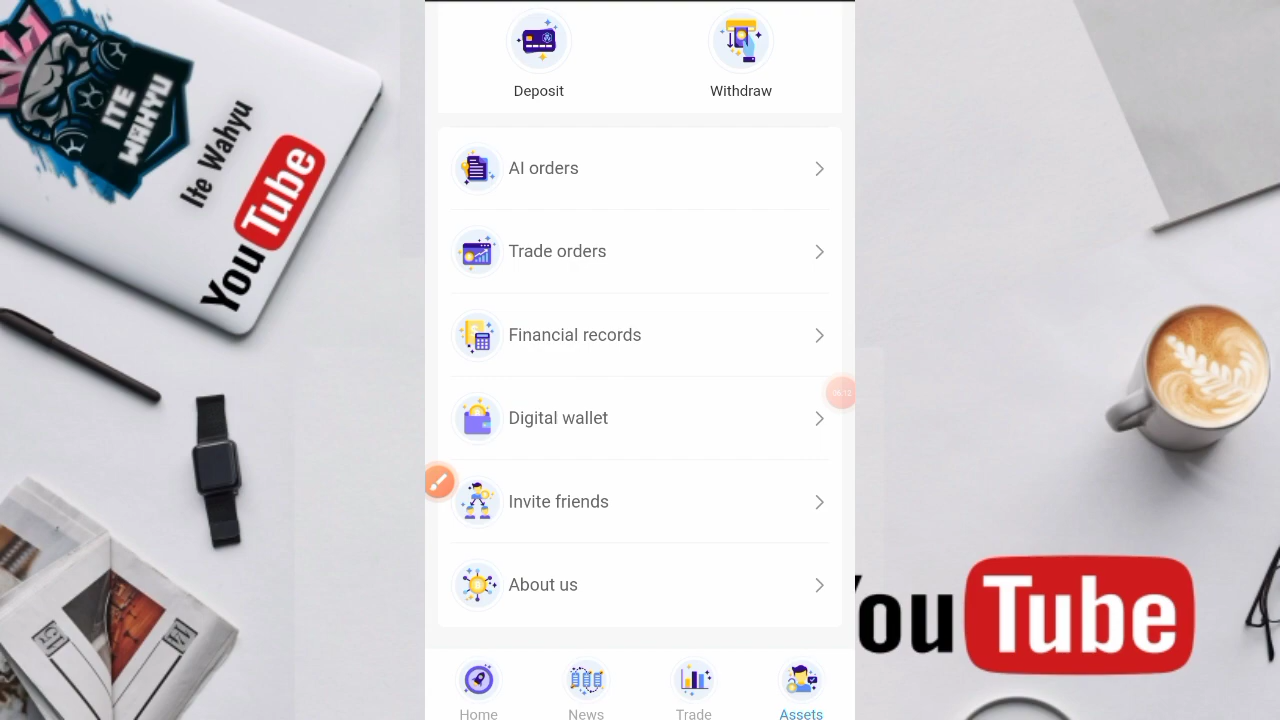 ITE
WAHYU
Ite Wahyu
YouTube
Deposit
Withdraw
AI orders
Trade orders
Financial records
Digital wallet
Invite friends
About us
Home
News
Trade
Assets
ouTube